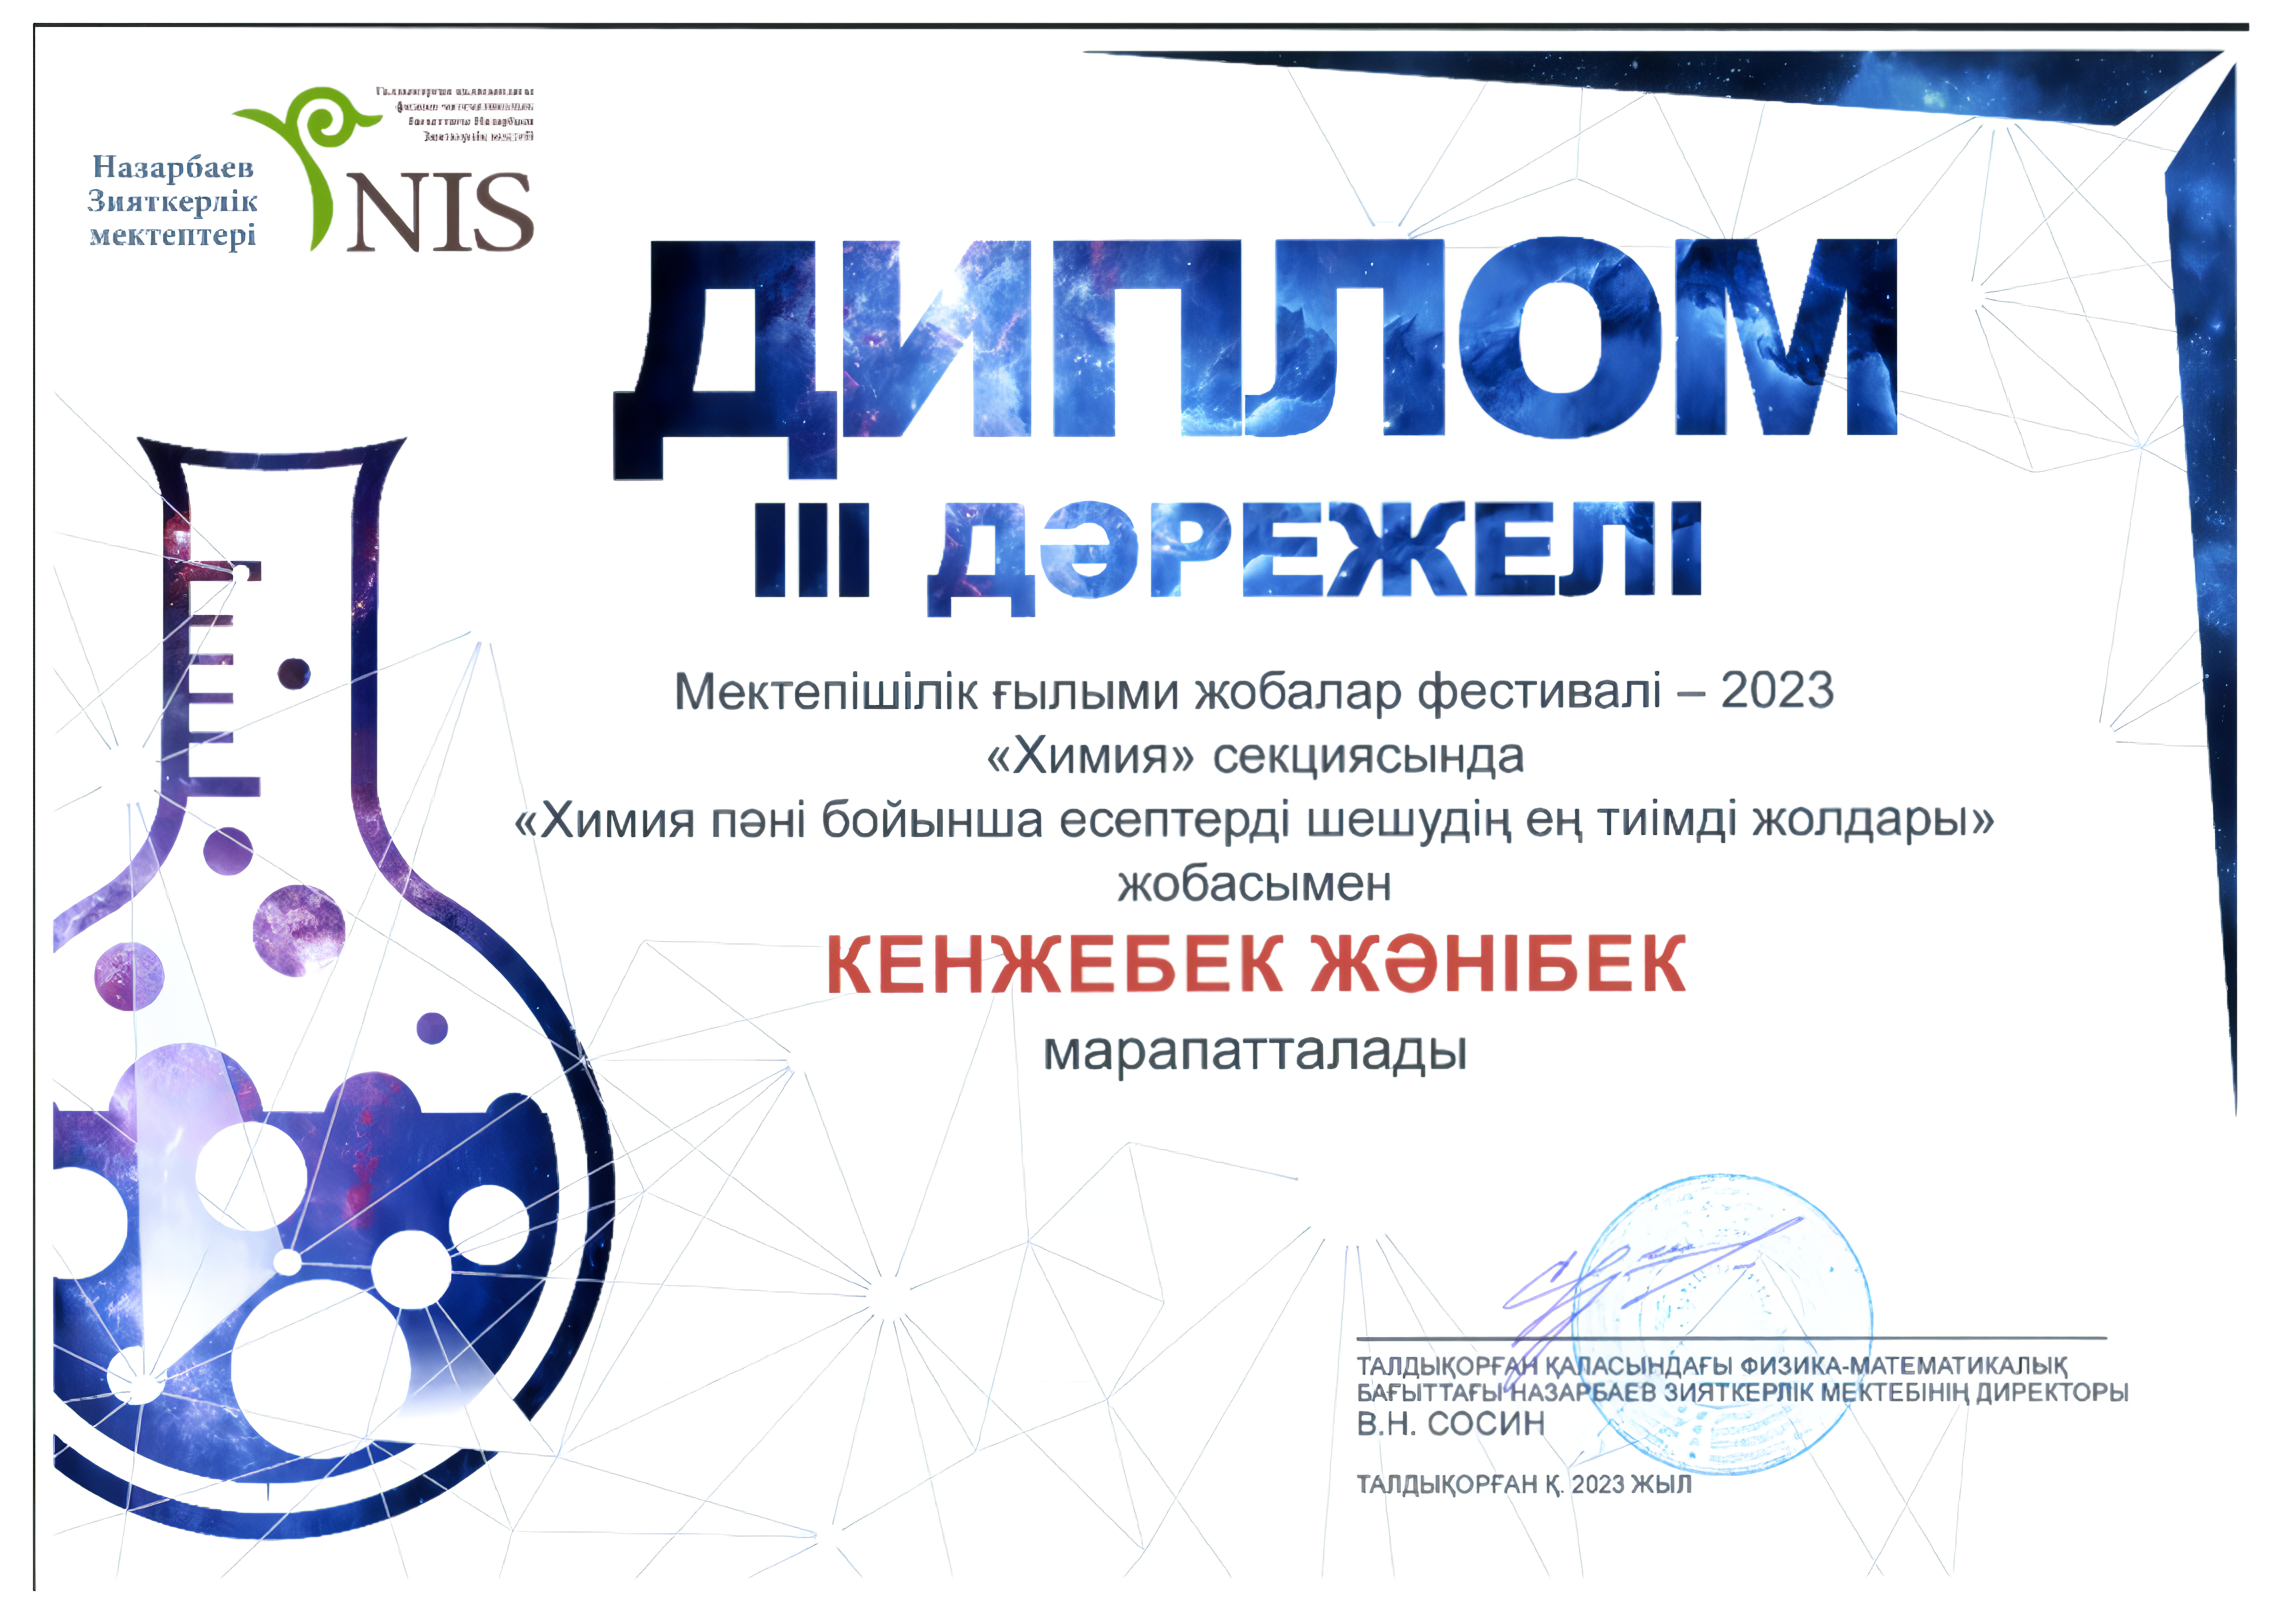 Назарбаев
Зияткерлік
мектептері
NIS
ДИПЛОМ
III ДӘРЕЖЕЛІ
Мектепішілік ғылыми жобалар фестивалі – 2023
«Химия» секциясында
«Химия пәні бойынша есептерді шешудің ең тиімді жолдары»
жобасымен
КЕНЖЕБЕК ЖӘНІБЕК
марапатталады
ТАЛДЫҚОРҒАН ҚАЛАСЫНДАҒЫ ФИЗИКА-МАТЕМАТИКАЛЫҚ
БАҒЫТТАҒЫ НАЗАРБАЕВ ЗИЯТКЕРЛІК МЕКТЕБІНІҢ ДИРЕКТОРЫ
В.Н. СОСИН
ТАЛДЫҚОРҒАН Қ. 2023 ЖЫЛ